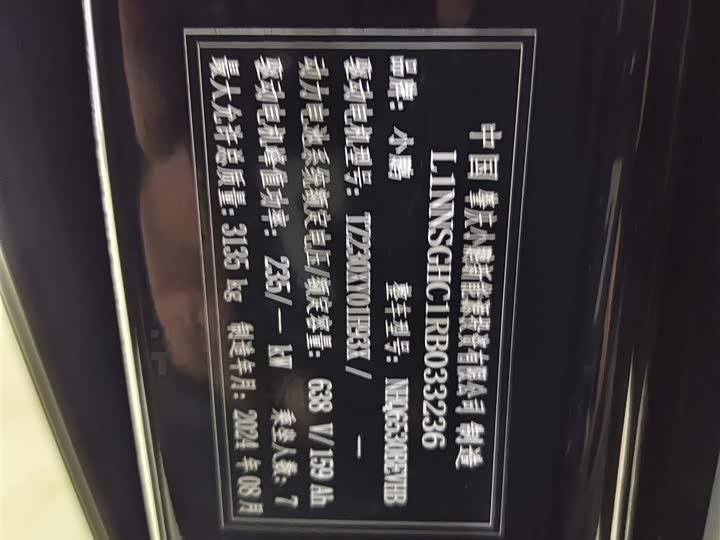 中国 肇庆小鹏新能源投资有限公司 制造
L1NNSGHC1RB033236
品牌： 小鹏 整车型号： NHQ6530BEVHB
驱动电机型号： TZ230XY01H93X / —
动力电池系统额定电压/额定容量： 638 V/159 Ah
驱动电机峰值功率： 235/ — kW 乘坐人数： 7
最大允许总质量： 3135 kg 制造年月： 2024 年 08 月